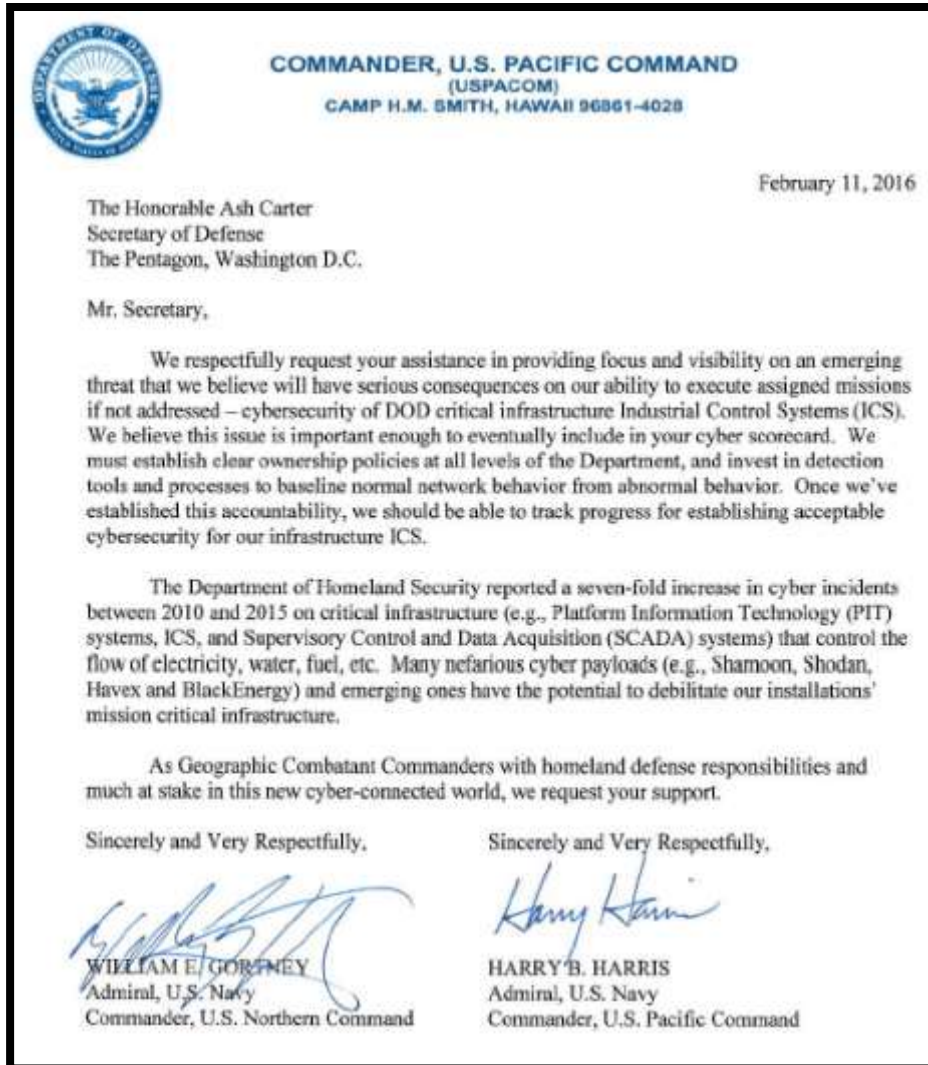 DEPARTMENT OF DEFENSE
UNITED STATES OF AMERICA
COMMANDER, U.S. PACIFIC COMMAND
(USPACOM)
CAMP H.M. SMITH, HAWAII 96861-4028
February 11, 2016
The Honorable Ash Carter
Secretary of Defense
The Pentagon, Washington D.C.
Mr. Secretary,
We respectfully request your assistance in providing focus and visibility on an emerging
threat that we believe will have serious consequences on our ability to execute assigned missions
if not addressed – cybersecurity of DOD critical infrastructure Industrial Control Systems (ICS).
We believe this issue is important enough to eventually include in your cyber scorecard. We
must establish clear ownership policies at all levels of the Department, and invest in detection
tools and processes to baseline normal network behavior from abnormal behavior. Once we've
established this accountability, we should be able to track progress for establishing acceptable
cybersecurity for our infrastructure ICS.
The Department of Homeland Security reported a seven-fold increase in cyber incidents
between 2010 and 2015 on critical infrastructure (e.g., Platform Information Technology (PIT)
systems, ICS, and Supervisory Control and Data Acquisition (SCADA) systems) that control the
flow of electricity, water, fuel, etc. Many nefarious cyber payloads (e.g., Shamoon, Shodan,
Havex and BlackEnergy) and emerging ones have the potential to debilitate our installations'
mission critical infrastructure.
As Geographic Combatant Commanders with homeland defense responsibilities and
much at stake in this new cyber-connected world, we request your support.
Sincerely and Very Respectfully,
WILLIAM E. GORTNEY
Admiral, U.S. Navy
Commander, U.S. Northern Command
Sincerely and Very Respectfully,
Harry Harris
HARRY B. HARRIS
Admiral, U.S. Navy
Commander, U.S. Pacific Command